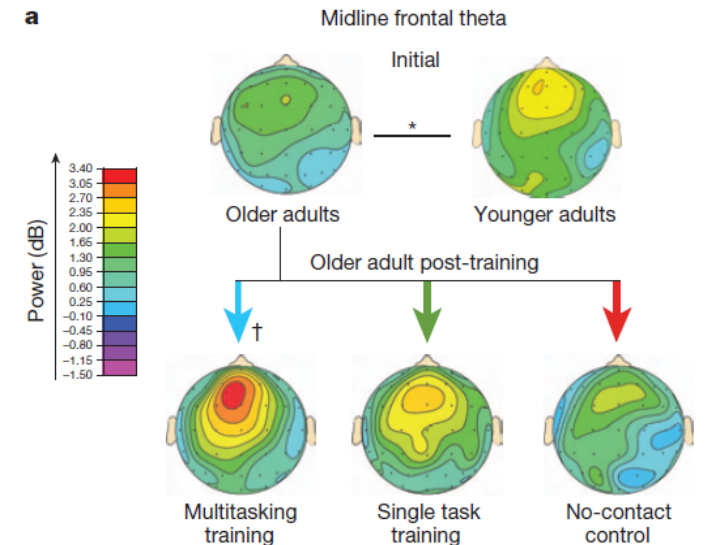 a
Midline frontal theta
Initial
*
Older adults
Younger adults
Power (dB)
3.40
3.05
2.70
2.35
2.00
1.65
1.30
0.95
0.60
0.25
−0.10
−0.45
−0.80
−1.15
−1.50
Older adult post-training
†
Multitasking
training
Single task
training
No-contact
control